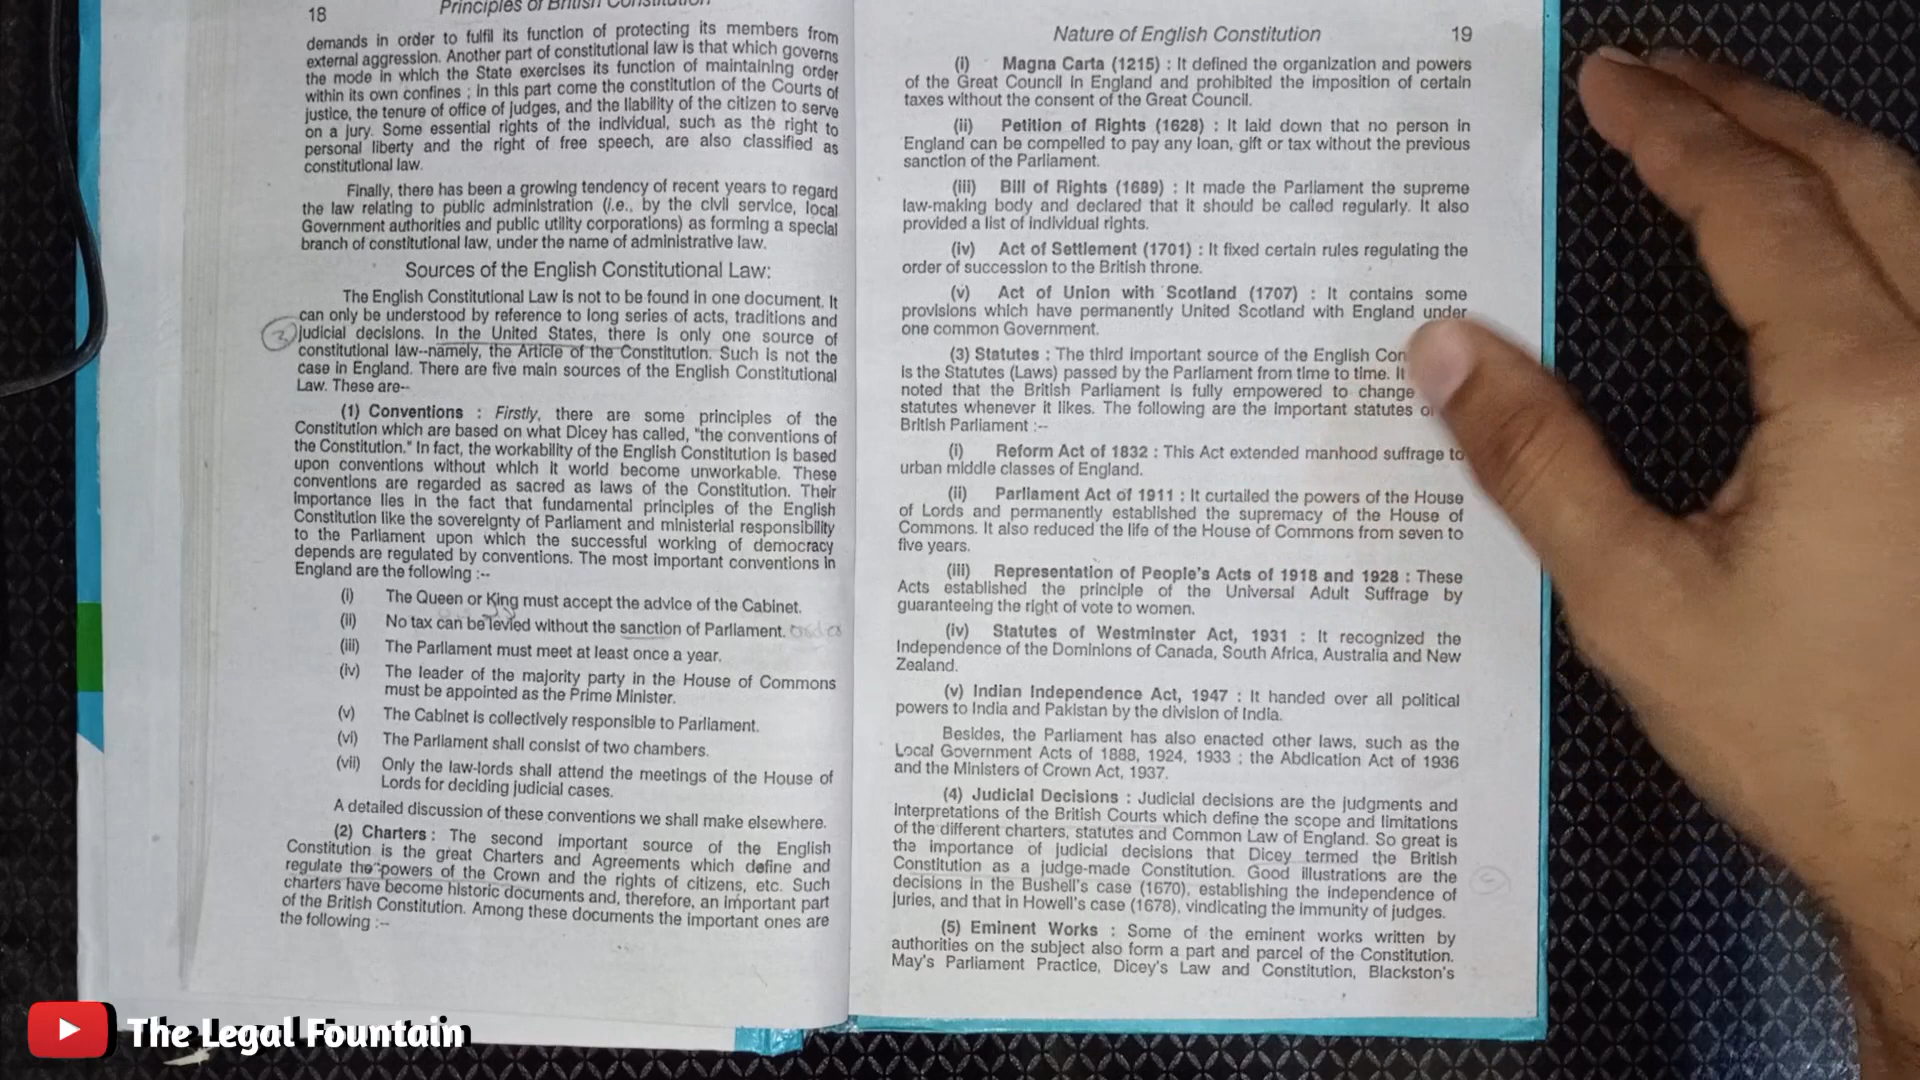 18
Principles of British Constitution
demands in order to fulfil its function of protecting its members from
external aggression. Another part of constitutional law is that which governs
the mode in which the State exercises its function of maintaining order
within its own confines ; in this part come the constitution of the Courts of
justice, the tenure of office of judges, and the liability of the citizen to serve
on a jury. Some essential rights of the individual, such as the right to
personal liberty and the right of free speech, are also classified as
constitutional law.
Finally, there has been a growing tendency of recent years to regard
the law relating to public administration (i.e., by the civil service, local
Government authorities and public utility corporations) as forming a special
branch of constitutional law, under the name of administrative law.
Sources of the English Constitutional Law:
The English Constitutional Law is not to be found in one document. It
can only be understood by reference to long series of acts, traditions and
judicial decisions. In the United States, there is only one source of
constitutional law--namely, the Article of the Constitution. Such is not the
case in England. There are five main sources of the English Constitutional
Law. These are--
(1) Conventions : Firstly, there are some principles of the
Constitution which are based on what Dicey has called, "the conventions of
the Constitution." In fact, the workability of the English Constitution is based
upon conventions without which it world become unworkable. These
conventions are regarded as sacred as laws of the Constitution. Their
importance lies in the fact that fundamental principles of the English
Constitution like the sovereignty of Parliament and ministerial responsibility
to the Parliament upon which the successful working of democracy
depends are regulated by conventions. The most important conventions in
England are the following :--
(i) The Queen or King must accept the advice of the Cabinet.
(ii) No tax can be levied without the sanction of Parliament. order
(iii) The Parliament must meet at least once a year.
(iv) The leader of the majority party in the House of Commons
must be appointed as the Prime Minister.
(v) The Cabinet is collectively responsible to Parliament.
(vi) The Parliament shall consist of two chambers.
(vii) Only the law-lords shall attend the meetings of the House of
Lords for deciding judicial cases.
A detailed discussion of these conventions we shall make elsewhere.
(2) Charters : The second important source of the English
Constitution is the great Charters and Agreements which define and
regulate the powers of the Crown and the rights of citizens, etc. Such
charters have become historic documents and, therefore, an important part
of the British Constitution. Among these documents the important ones are
the following :--
Nature of English Constitution 19
(i) Magna Carta (1215) : It defined the organization and powers
of the Great Council in England and prohibited the imposition of certain
taxes without the consent of the Great Council.
(ii) Petition of Rights (1628) : It laid down that no person in
England can be compelled to pay any loan, gift or tax without the previous
sanction of the Parliament.
(iii) Bill of Rights (1689) : It made the Parliament the supreme
law-making body and declared that it should be called regularly. It also
provided a list of individual rights.
(iv) Act of Settlement (1701) : It fixed certain rules regulating the
order of succession to the British throne.
(v) Act of Union with Scotland (1707) : It contains some
provisions which have permanently United Scotland with England under
one common Government.
(3) Statutes : The third important source of the English Con
is the Statutes (Laws) passed by the Parliament from time to time. It
noted that the British Parliament is fully empowered to change
statutes whenever it likes. The following are the important statutes o
British Parliament :--
(i) Reform Act of 1832 : This Act extended manhood suffrage to
urban middle classes of England.
(ii) Parliament Act of 1911 : It curtailed the powers of the House
of Lords and permanently established the supremacy of the House of
Commons. It also reduced the life of the House of Commons from seven to
five years.
(iii) Representation of People's Acts of 1918 and 1928 : These
Acts established the principle of the Universal Adult Suffrage by
guaranteeing the right of vote to women.
(iv) Statutes of Westminster Act, 1931 : It recognized the
Independence of the Dominions of Canada, South Africa, Australia and New
Zealand.
(v) Indian Independence Act, 1947 : It handed over all political
powers to India and Pakistan by the division of India.
Besides, the Parliament has also enacted other laws, such as the
Local Government Acts of 1888, 1924, 1933 ; the Abdication Act of 1936
and the Ministers of Crown Act, 1937.
(4) Judicial Decisions : Judicial decisions are the judgments and
interpretations of the British Courts which define the scope and limitations
of the different charters, statutes and Common Law of England. So great is
the importance of judicial decisions that Dicey termed the British
Constitution as a judge-made Constitution. Good illustrations are the
decisions in the Bushell's case (1670), establishing the independence of
juries, and that in Howell's case (1678), vindicating the immunity of judges.
(5) Eminent Works : Some of the eminent works written by
authorities on the subject also form a part and parcel of the Constitution.
May's Parliament Practice, Dicey's Law and Constitution, Blackston's
The Legal Fountain